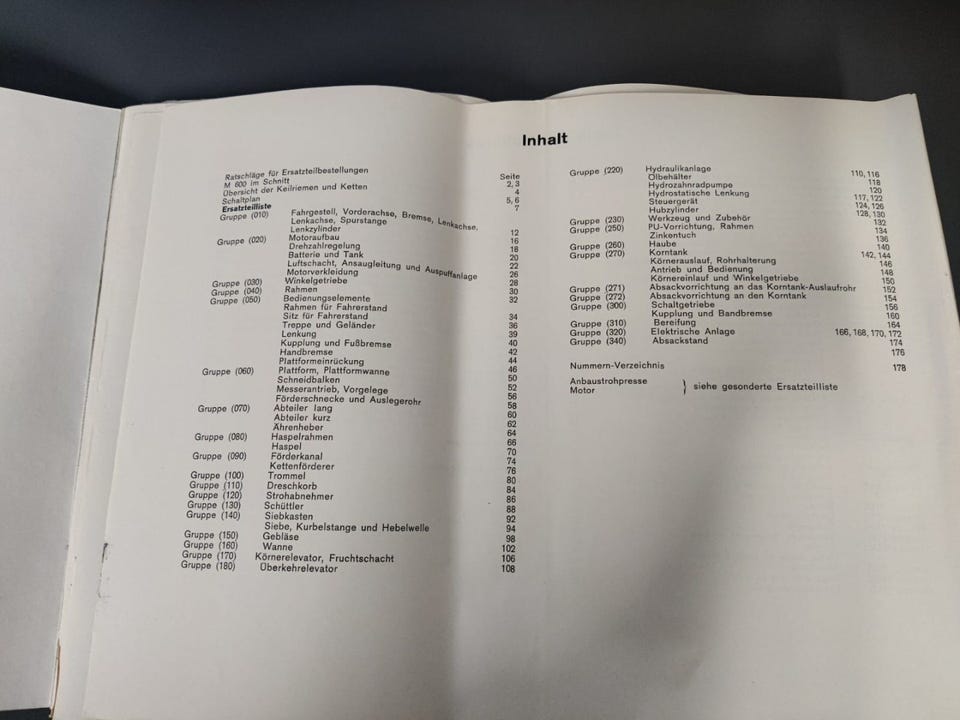 Inhalt
Seite
Ratschläge für Ersatzteilbestellungen 2, 3
M 600 im Schnitt 4
Übersicht der Keilriemen und Ketten 5, 6
Schaltplan 7
Ersatzteilliste
Gruppe (010) Fahrgestell, Vorderachse, Bremse, Lenkachse,
Lenkachse, Spurstange
Lenkzylinder 12
Gruppe (020) Motoraufbau 16
Drehzahlregelung 18
Batterie und Tank 20
Luftschacht, Ansaugleitung und Auspuffanlage 22
Motorverkleidung 26
Gruppe (030) Winkelgetriebe 28
Gruppe (040) Rahmen 30
Gruppe (050) Bedienungselemente 32
Rahmen für Fahrerstand 34
Sitz für Fahrerstand 36
Treppe und Geländer 39
Lenkung 40
Kupplung und Fußbremse 42
Handbremse 44
Plattformeinrückung 46
Gruppe (060) Plattform, Plattformwanne 50
Schneidbalken 52
Messerantrieb, Vorgelege 56
Förderschnecke und Auslegerohr 58
Gruppe (070) Abteiler lang 60
Abteiler kurz 62
Ährenheber 64
Gruppe (080) Haspelrahmen 66
Haspel 70
Gruppe (090) Förderkanal 74
Kettenförderer 76
Gruppe (100) Trommel 80
Gruppe (110) Dreschkorb 84
Gruppe (120) Strohabnehmer 86
Gruppe (130) Schüttler 88
Gruppe (140) Siebkasten 92
Siebe, Kurbelstange und Hebelwelle 94
Gruppe (150) Gebläse 98
Gruppe (160) Wanne 102
Gruppe (170) Körnerelevator, Fruchtschacht 106
Gruppe (180) Überkehrelevator 108
Gruppe (220) Hydraulikanlage 110, 116
Ölbehälter 118
Hydrozahnradpumpe 120
Hydrostatische Lenkung 117, 122
Steuergerät 124, 126
Hubzylinder 128, 130
Gruppe (230) Werkzeug und Zubehör 132
Gruppe (250) PU-Vorrichtung, Rahmen 134
Zinkentuch 136
Gruppe (260) Haube 140
Gruppe (270) Korntank 142, 144
Körnerauslauf, Rohrhalterung 146
Antrieb und Bedienung 148
Körnereinlauf und Winkelgetriebe 150
Gruppe (271) Absackvorrichtung an das Korntank-Auslaufrohr 152
Gruppe (272) Absackvorrichtung an den Korntank 154
Gruppe (300) Schaltgetriebe 156
Kupplung und Bandbremse 160
Gruppe (310) Bereifung 164
Gruppe (320) Elektrische Anlage 166, 168, 170, 172
Gruppe (340) Absackstand 174
176
Nummern-Verzeichnis 178
Anbaustrohpresse
Motor } siehe gesonderte Ersatzteilliste